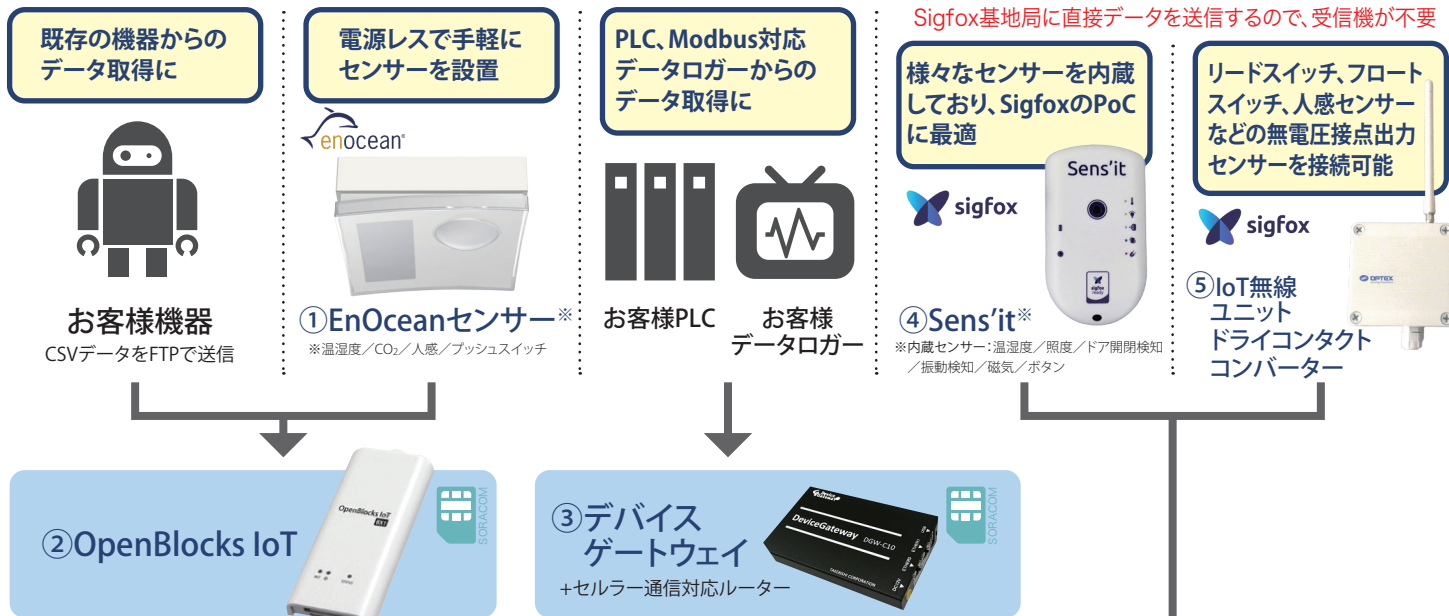 Sigfox基地局に直接データを送信するので、受信機が不要
既存の機器からの
データ取得に
お客様機器
CSVデータをFTPで送信
電源レスで手軽に
センサーを設置
enocean®
①EnOceanセンサー※
※温湿度／CO₂／人感／プッシュスイッチ
PLC、Modbus対応
データロガーからの
データ取得に
お客様PLC
お客様
データロガー
様々なセンサーを内蔵
しており、SigfoxのPoC
に最適
sigfox
Sens'it
sigfox
ready
④Sens'it※
※内蔵センサー：温湿度／照度／ドア開閉検知
／振動検知／磁気／ボタン
リードスイッチ、フロート
スイッチ、人感センサー
などの無電圧接点出力
センサーを接続可能
sigfox
OPTEX
⑤IoT無線
ユニット
ドライコンタクト
コンバーター
②OpenBlocks IoT
OpenBlocks IoT
BX1
SORACOM
③デバイス
ゲートウェイ
+セルラー通信対応ルーター
Device
Gateway
DeviceGateway DGW-C10
TAKEBISHI CORPORATION
SORACOM